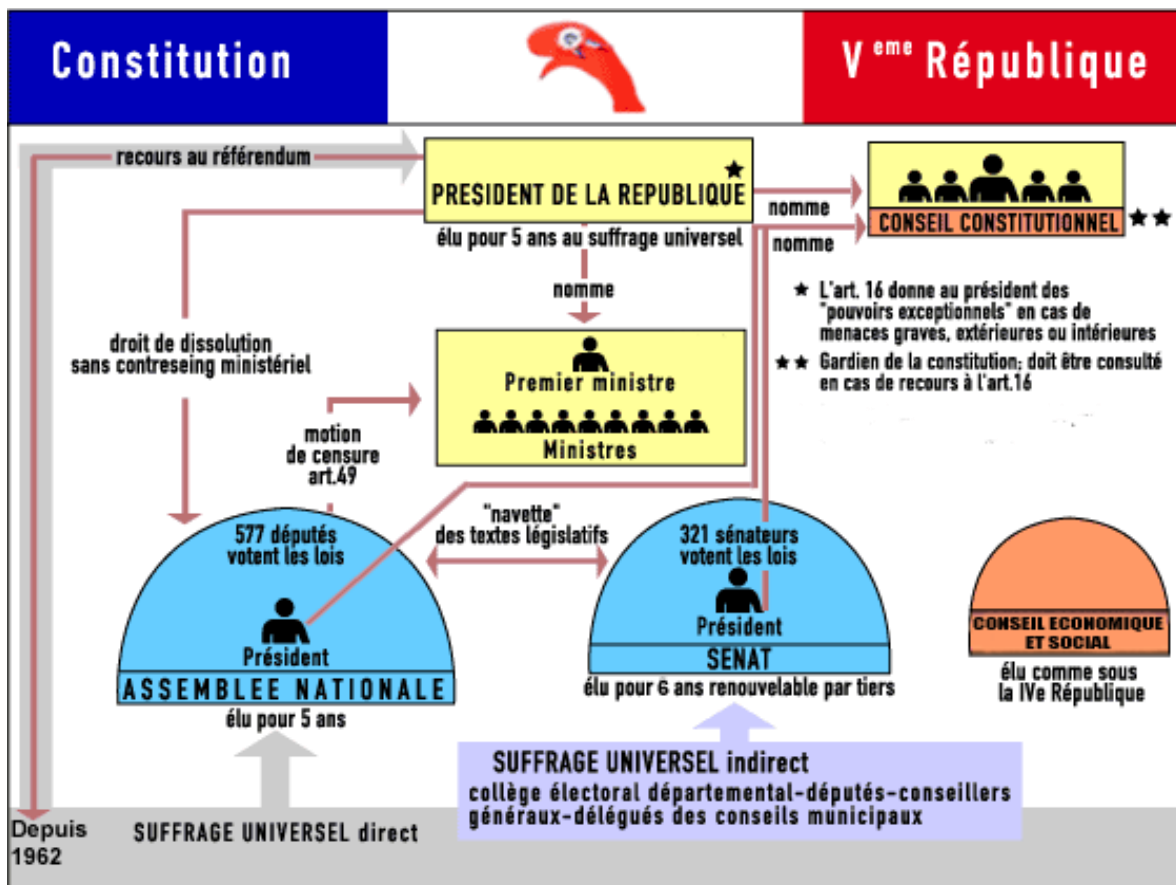 Constitution
V eme République
recours au référendum
PRESIDENT DE LA REPUBLIQUE
élu pour 5 ans au suffrage universel
nomme
nomme
CONSEIL CONSTITUTIONNEL
nomme
droit de dissolution
sans contreseing ministériel
L'art. 16 donne au président des
"pouvoirs exceptionnels" en cas de
menaces graves, extérieures ou intérieures
Gardien de la constitution; doit être consulté
en cas de recours à l'art.16
Premier ministre
Ministres
motion
de censure
art.49
577 députés
votent les lois
Président
ASSEMBLEE NATIONALE
élu pour 5 ans
"navette"
des textes législatifs
321 sénateurs
votent les lois
Président
SENAT
élu pour 6 ans renouvelable par tiers
CONSEIL ECONOMIQUE
ET SOCIAL
élu comme sous
la IVe République
SUFFRAGE UNIVERSEL indirect
collège électoral départemental-députés-conseillers
généraux-délégués des conseils municipaux
Depuis
1962
SUFFRAGE UNIVERSEL direct